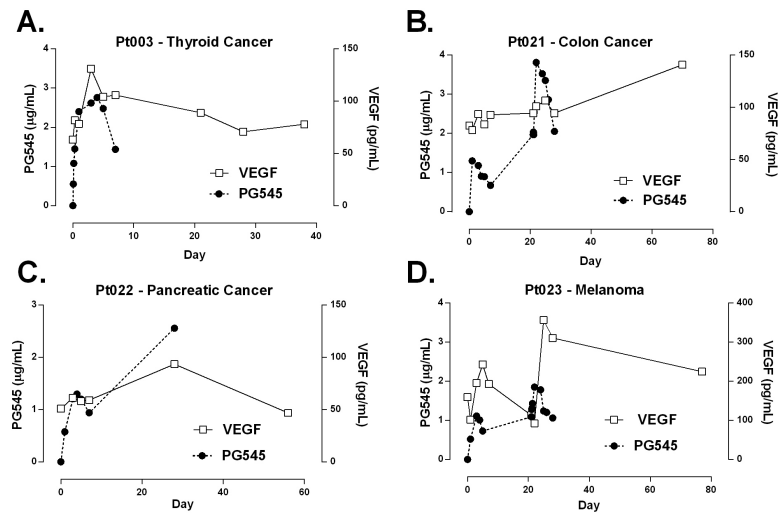 A.
Pt003 - Thyroid Cancer
4
3
2
1
0
PG545 (µg/mL)
150
100
50
0
VEGF (pg/mL)
VEGF
PG545
0 10 20 30 40
Day
B.
Pt021 - Colon Cancer
4
3
2
1
0
PG545 (µg/mL)
150
100
50
0
VEGF (pg/mL)
VEGF
PG545
0 20 40 60 80
Day
C.
Pt022 - Pancreatic Cancer
3
2
1
0
PG545 (µg/mL)
150
100
50
0
VEGF (pg/mL)
VEGF
PG545
0 20 40 60
Day
D.
Pt023 - Melanoma
4
3
2
1
0
PG545 (µg/mL)
400
300
200
100
0
VEGF (pg/mL)
VEGF
PG545
0 20 40 60 80
Day